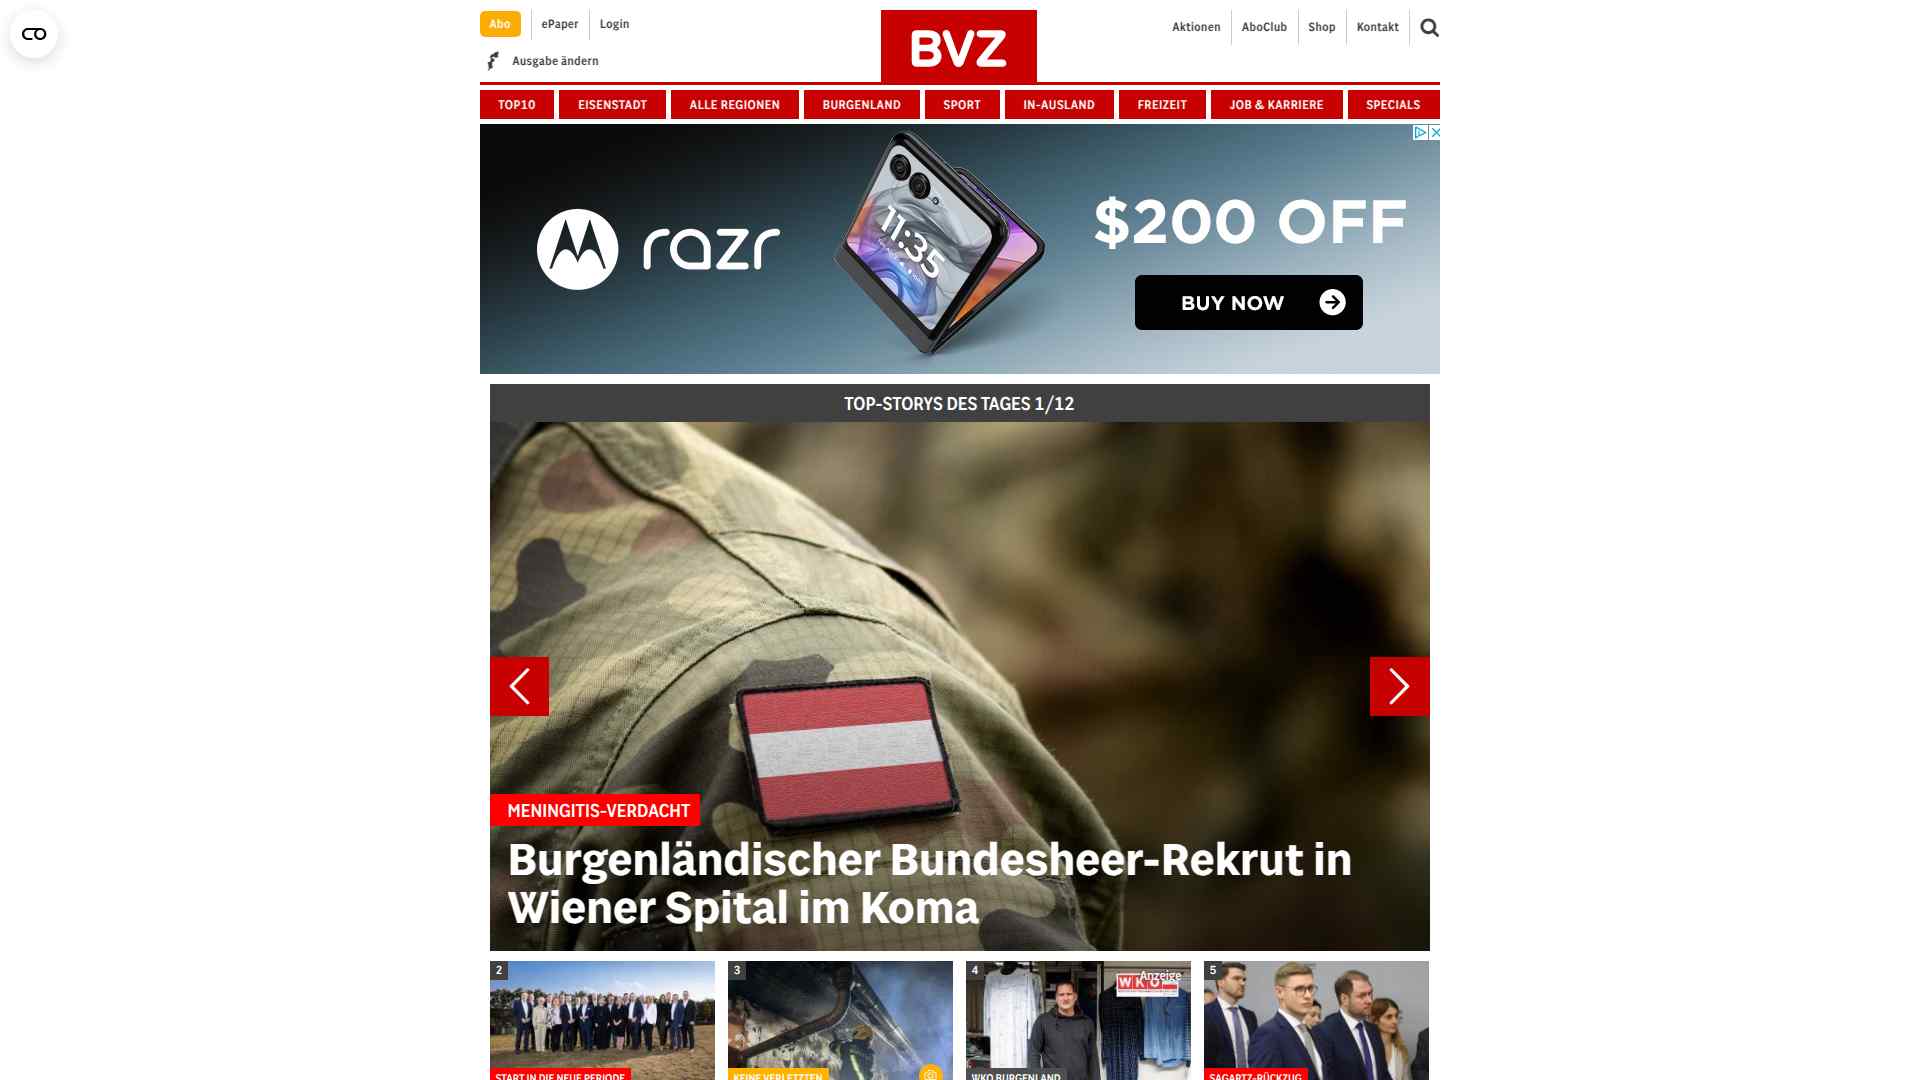 Abo
ePaper
Login
Ausgabe ändern
BVZ
Aktionen
AboClub
Shop
Kontakt
TOP10
EISENSTADT
ALLE REGIONEN
BURGENLAND
SPORT
IN-AUSLAND
FREIZEIT
JOB & KARRIERE
SPECIALS
razr
11:35
$200 OFF
BUY NOW
TOP-STORYS DES TAGES 1/12
MENINGITIS-VERDACHT
Burgenländischer Bundesheer-Rekrut in
Wiener Spital im Koma
2
START IN DIE NEUE PERIODE
3
KEINE VERLETZTEN
4
Anzeige
WKO
WKO BURGENLAND
5
SAGARTZ-RÜCKZUG